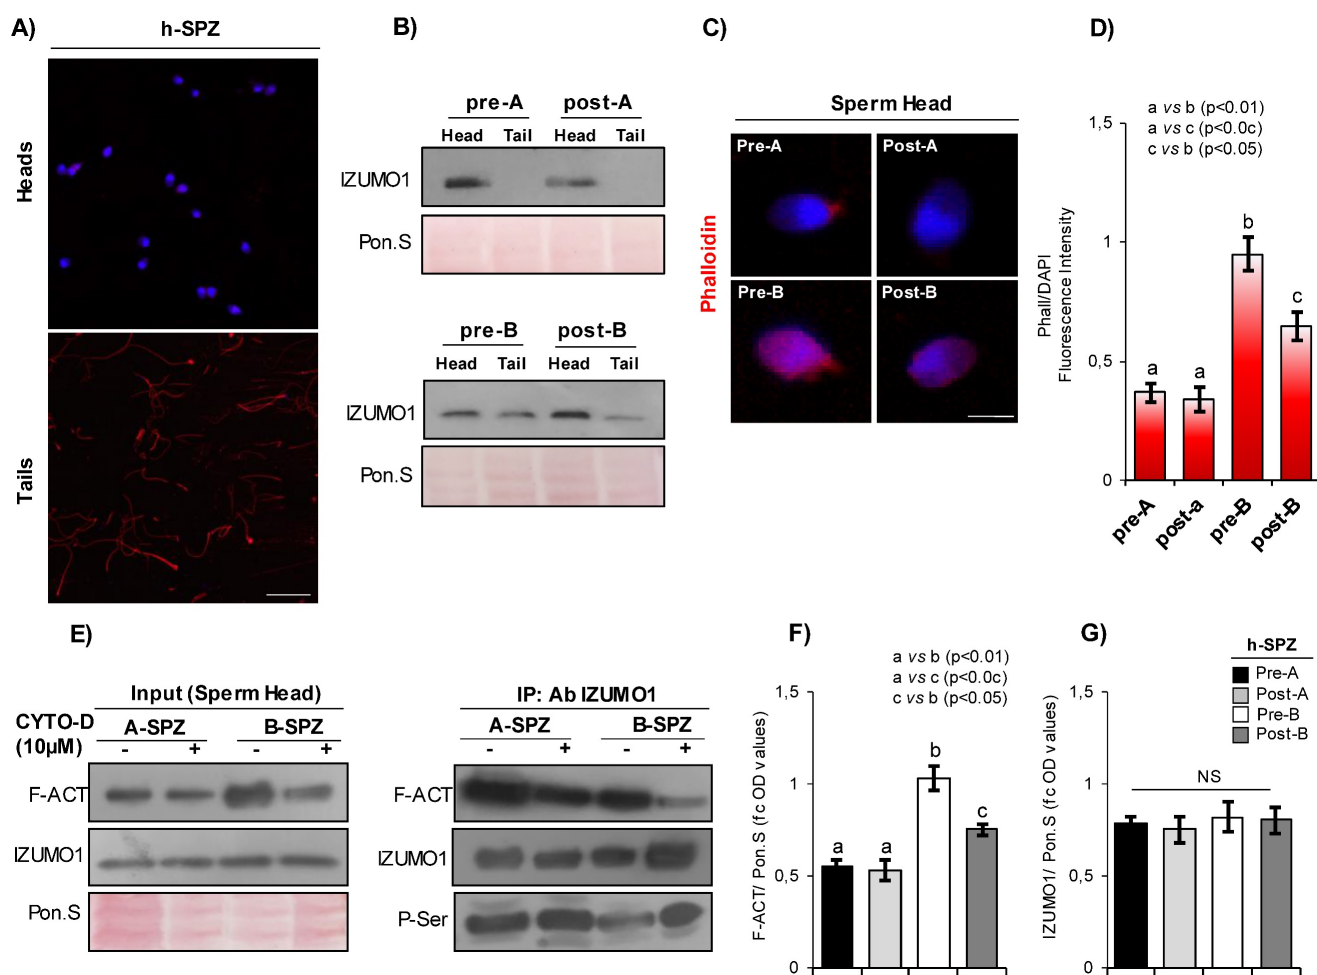 A)
h-SPZ
Heads
Tails
B)
pre-A post-A
Head Tail Head Tail
IZUMO1
Pon.S
pre-B post-B
Head Tail Head Tail
IZUMO1
Pon.S
C)
Sperm Head
Phalloidin
Pre-A Post-A
Pre-B Post-B
D)
a vs b (p<0.01)
a vs c (p<0.0c)
c vs b (p<0.05)
Phall/DAPI
Fluorescence Intensity
1,5
1
0,5
0
a a b c
pre-A post-a pre-B post-B
E)
Input (Sperm Head)
CYTO-D
(10µM)
A-SPZ B-SPZ
- + - +
F-ACT
IZUMO1
Pon.S
IP: Ab IZUMO1
A-SPZ B-SPZ
- + - +
F-ACT
IZUMO1
P-Ser
F)
a vs b (p<0.01)
a vs c (p<0.0c)
c vs b (p<0.05)
F-ACT/ Pon.S (fc OD values)
1,5
1
0,5
0
a a b c
G)
h-SPZ
Pre-A
Post-A
Pre-B
Post-B
IZUMO1/ Pon.S (fc OD values)
1,5
1
0,5
0
NS